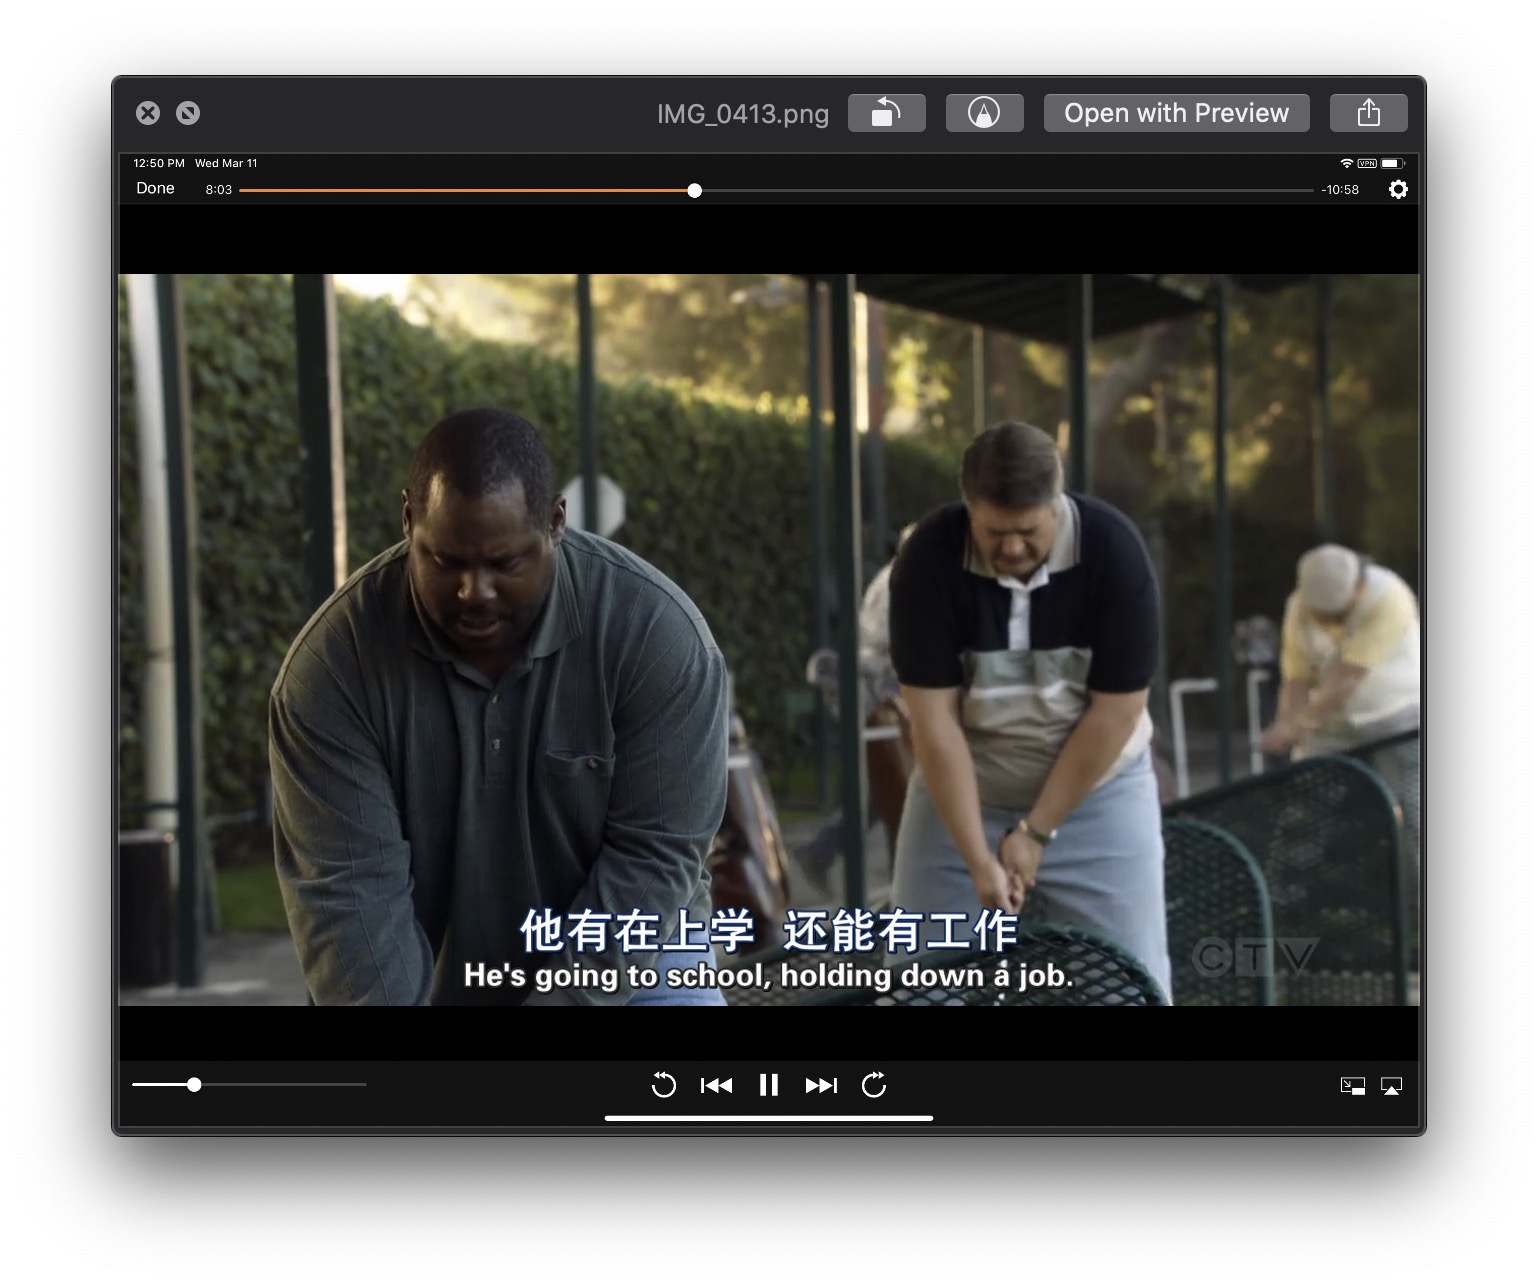 IMG_0413.png
Open with Preview
12:50 PM Wed Mar 11
VPN
Done 8:03 -10:58
他有在上学 还能有工作
He's going to school, holding down a job.
CTV